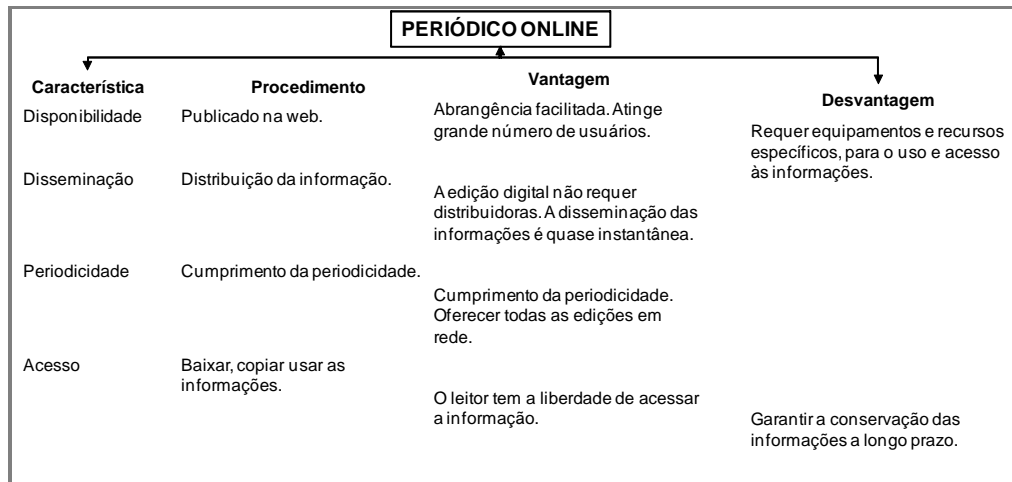 PERIÓDICO ONLINE
Característica
Procedimento
Vantagem
Desvantagem
Disponibilidade
Publicado na web.
Abrangência facilitada. Atinge
grande número de usuários.
Requer equipamentos e recursos
específicos, para o uso e acesso
às informações.
Disseminação
Distribuição da informação.
A edição digital não requer
distribuidoras. A disseminação das
informações é quase instantânea.
Periodicidade
Cumprimento da periodicidade.
Cumprimento da periodicidade.
Oferecer todas as edições em
rede.
Acesso
Baixar, copiar usar as
informações.
O leitor tem a liberdade de acessar
a informação.
Garantir a conservação das
informações a longo prazo.